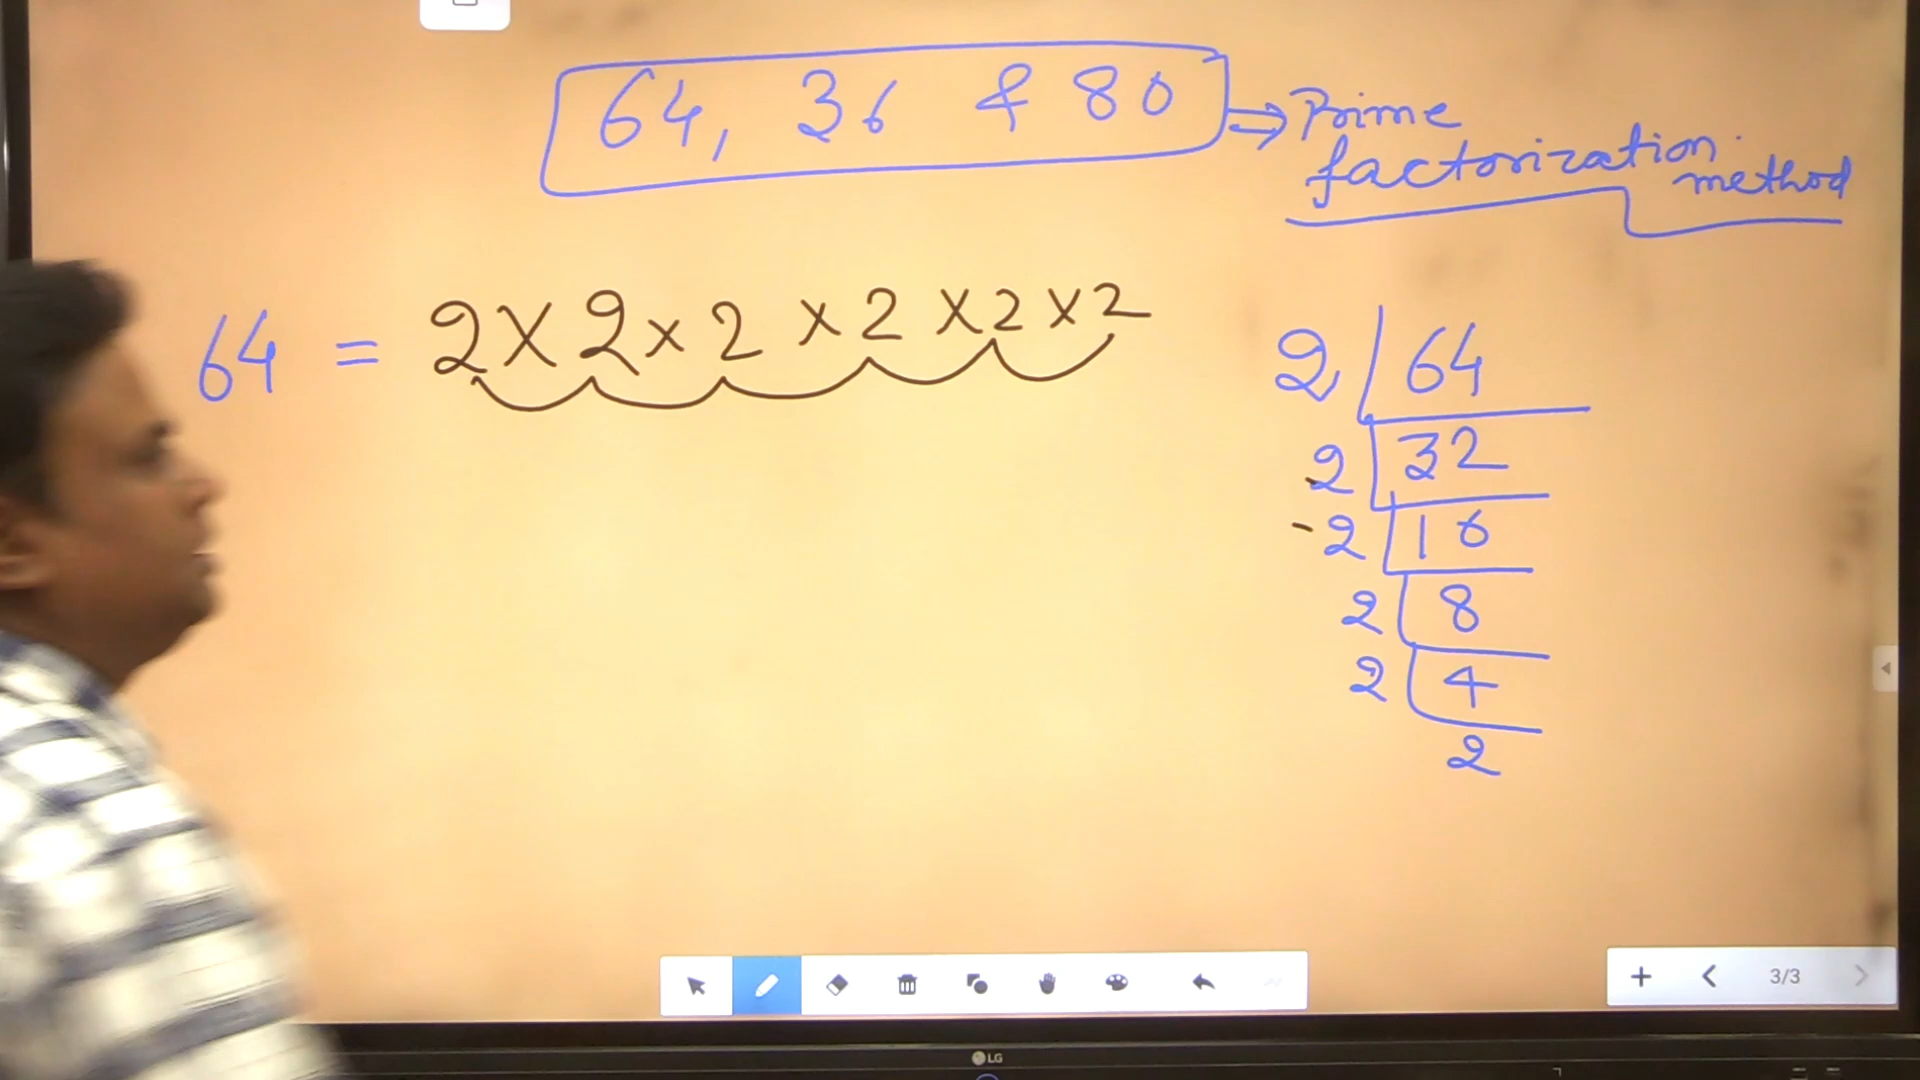 64, 36 & 80 ⇒ Prime
factorization
method
64 = 2 × 2 × 2 × 2 × 2 × 2
2 | 64
2 | 32
- 2 | 16
2 | 8
2 | 4
2
3/3
LG